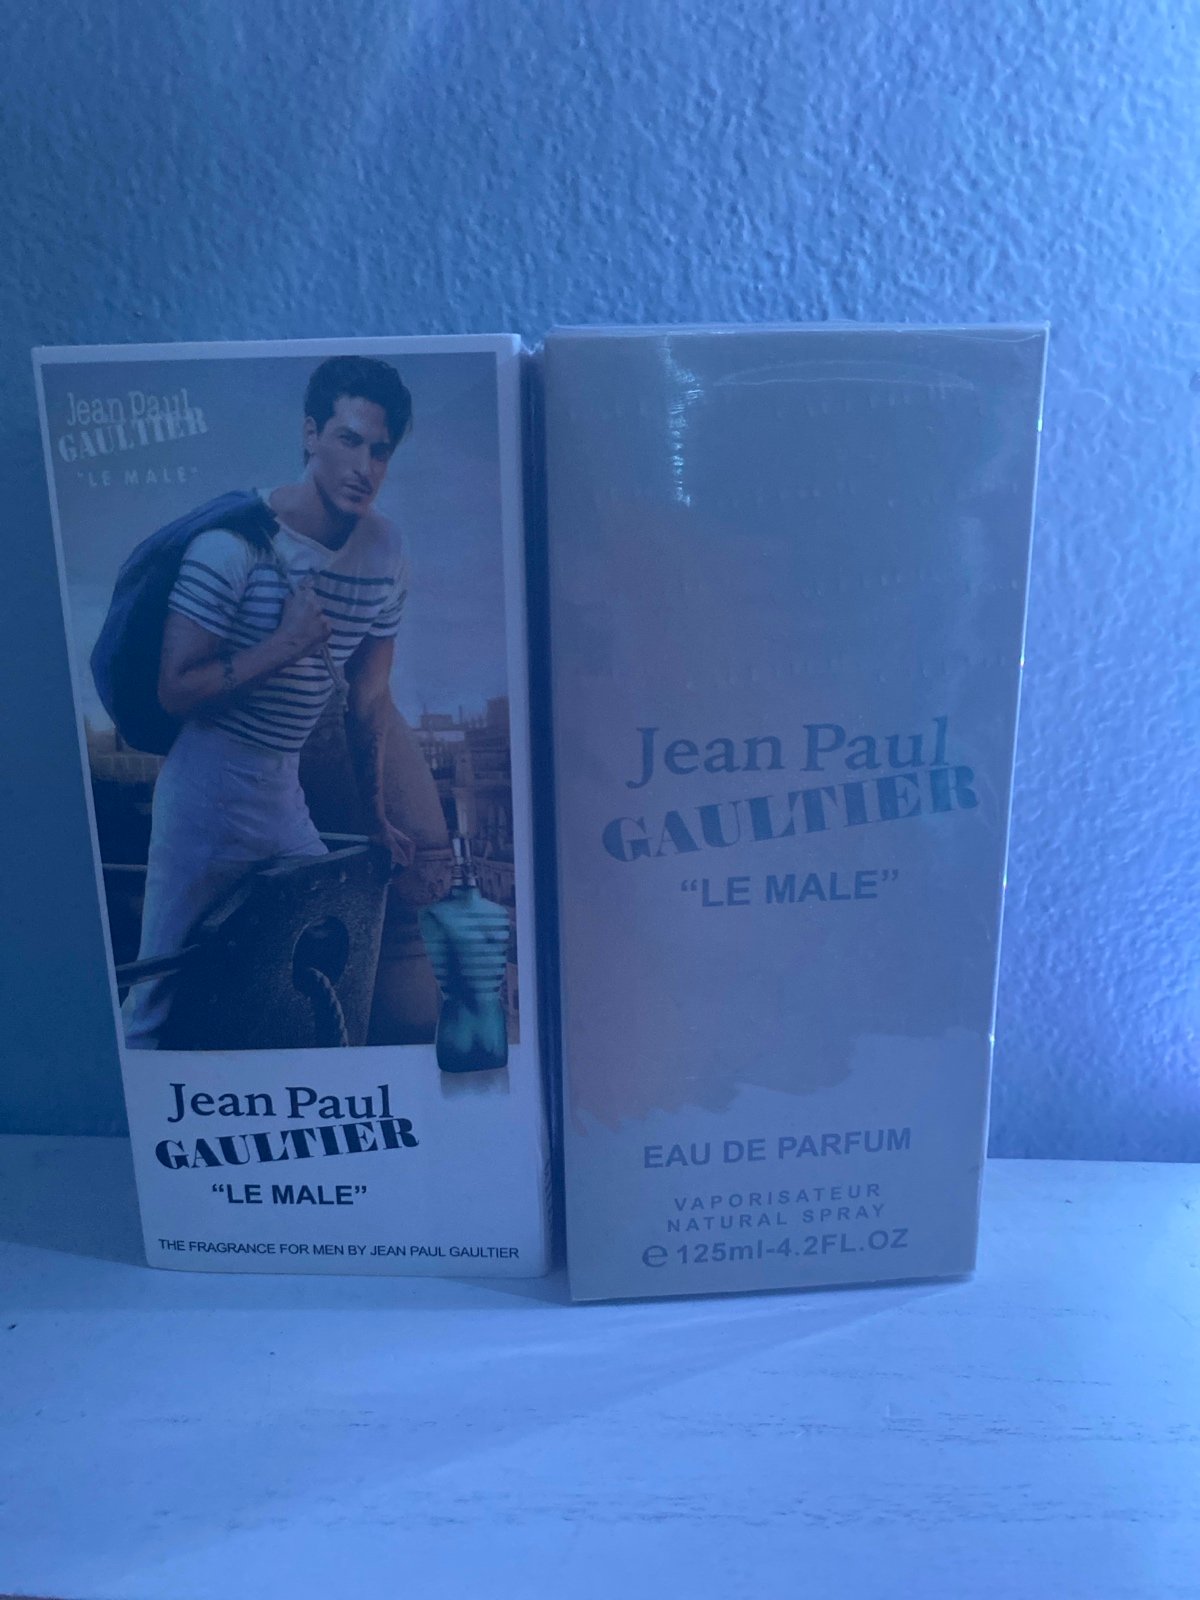 Jean Paul
GAULTIER
"LE MALE"
Jean Paul
GAULTIER
“LE MALE”
THE FRAGRANCE FOR MEN BY JEAN PAUL GAULTIER
Jean Paul
GAULTIER
“LE MALE”
EAU DE PARFUM
VAPORISATEUR
NATURAL SPRAY
℮ 125ml-4.2FL.OZ